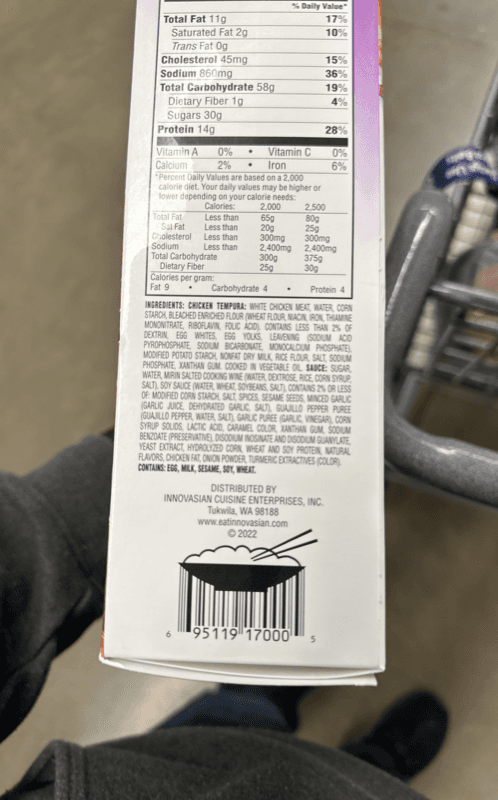 % Daily Value*
Total Fat 11g 17%
Saturated Fat 2g 10%
Trans Fat 0g
Cholesterol 45mg 15%
Sodium 860mg 36%
Total Carbohydrate 58g 19%
Dietary Fiber 1g 4%
Sugars 30g
Protein 14g 28%
Vitamin A 0% • Vitamin C 0%
Calcium 2% • Iron 6%
*Percent Daily Values are based on a 2,000
calorie diet. Your daily values may be higher or
lower depending on your calorie needs:
Calories: 2,000 2,500
Total Fat Less than 65g 80g
Sat Fat Less than 20g 25g
Cholesterol Less than 300mg 300mg
Sodium Less than 2,400mg 2,400mg
Total Carbohydrate 300g 375g
Dietary Fiber 25g 30g
Calories per gram:
Fat 9 • Carbohydrate 4 • Protein 4
INGREDIENTS: CHICKEN TEMPURA: WHITE CHICKEN MEAT, WATER, CORN
STARCH, BLEACHED ENRICHED FLOUR (WHEAT FLOUR, NIACIN, IRON, THIAMINE
MONONITRATE, RIBOFLAVIN, FOLIC ACID). CONTAINS LESS THAN 2% OF
DEXTRIN, EGG WHITES, EGG YOLKS, LEAVENING (SODIUM ACID
PYROPHOSPHATE, SODIUM BICARBONATE, MONOCALCIUM PHOSPHATE),
MODIFIED POTATO STARCH, NONFAT DRY MILK, RICE FLOUR, SALT, SODIUM
PHOSPHATE, XANTHAN GUM. COOKED IN VEGETABLE OIL. SAUCE: SUGAR,
WATER, MIRIN SALTED COOKING WINE (WATER, DEXTROSE, RICE, CORN SYRUP,
SALT), SOY SAUCE (WATER, WHEAT, SOYBEANS, SALT), CONTAINS 2% OR LESS
OF: MODIFIED CORN STARCH, SALT, SPICES, SESAME SEEDS, MINCED GARLIC
(GARLIC JUICE, DEHYDRATED GARLIC, SALT), GUAJILLO PEPPER PUREE
(GUAJILLO PEPPER, WATER, SALT), GARLIC PUREE (GARLIC, VINEGAR), CORN
SYRUP SOLIDS, LACTIC ACID, CARAMEL COLOR, XANTHAN GUM, SODIUM
BENZOATE (PRESERVATIVE), DISODIUM INOSINATE AND DISODIUM GUANYLATE,
YEAST EXTRACT, HYDROLYZED CORN, WHEAT AND SOY PROTEIN, NATURAL
FLAVORS, CHICKEN FAT, ONION POWDER, TURMERIC EXTRACTIVES (COLOR).
CONTAINS: EGG, MILK, SESAME, SOY, WHEAT.
DISTRIBUTED BY
INNOVASIAN CUISINE ENTERPRISES, INC.
Tukwila, WA 98188
www.eatinnovasian.com
© 2022
6 95119 17000 5